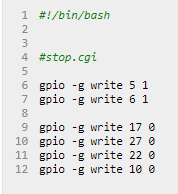 1 #!/bin/bash
2
3
4 #stop.cgi
5
6 gpio -g write 5 1
7 gpio -g write 6 1
8
9 gpio -g write 17 0
10 gpio -g write 27 0
11 gpio -g write 22 0
12 gpio -g write 10 0